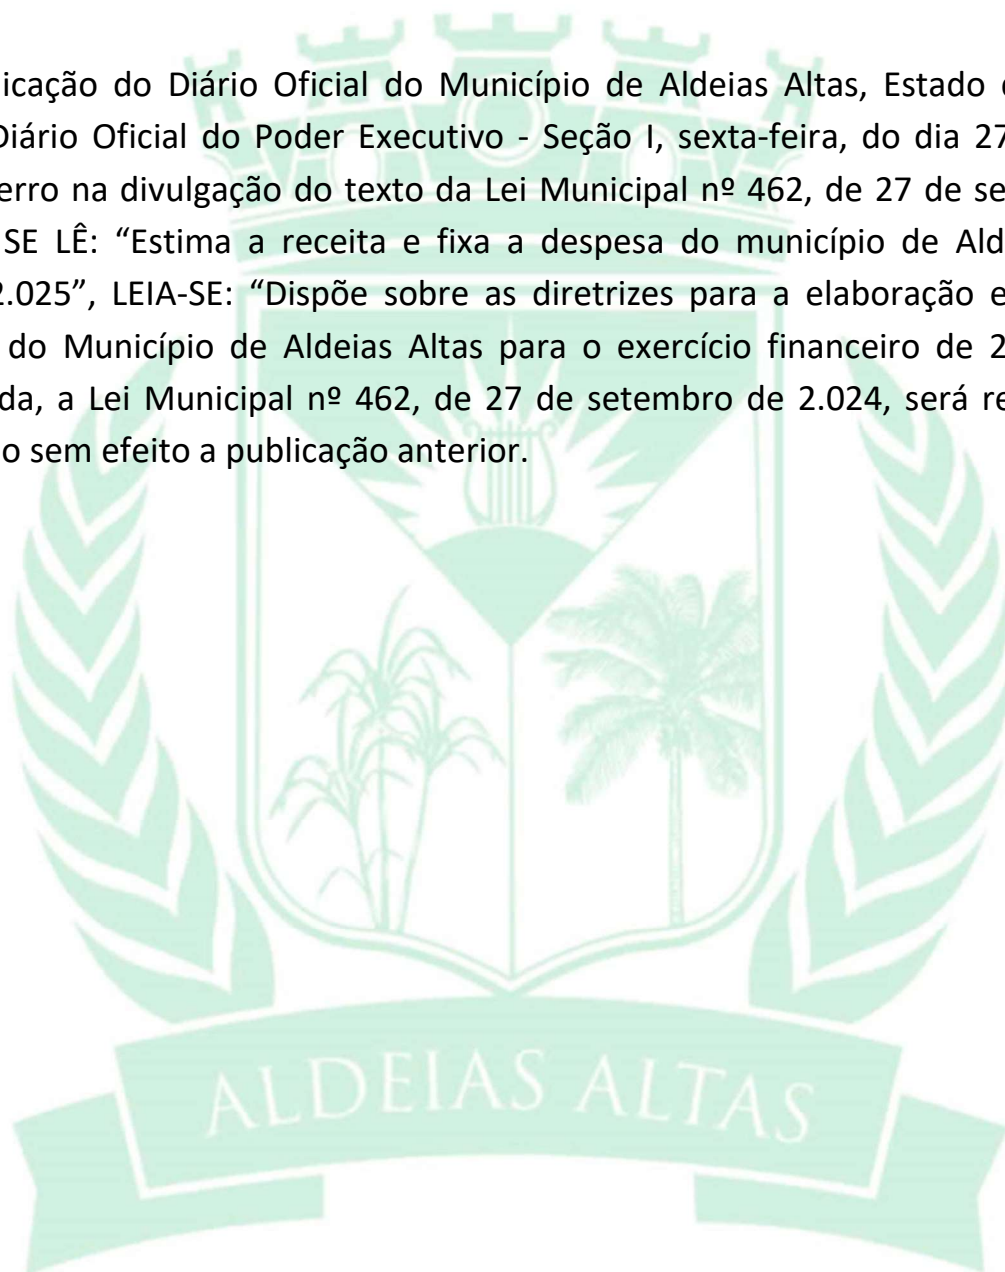 icação do Diário Oficial do Município de Aldeias Altas, Estado
Diário Oficial do Poder Executivo - Seção I, sexta-feira, do dia 27
erro na divulgação do texto da Lei Municipal nº 462, de 27 de se
SE LÊ: “Estima a receita e fixa a despesa do município de Ald
2.025”, LEIA-SE: “Dispõe sobre as diretrizes para a elaboração e
do Município de Aldeias Altas para o exercício financeiro de 2
da, a Lei Municipal nº 462, de 27 de setembro de 2.024, será re
o sem efeito a publicação anterior.
ALDEIAS ALTAS